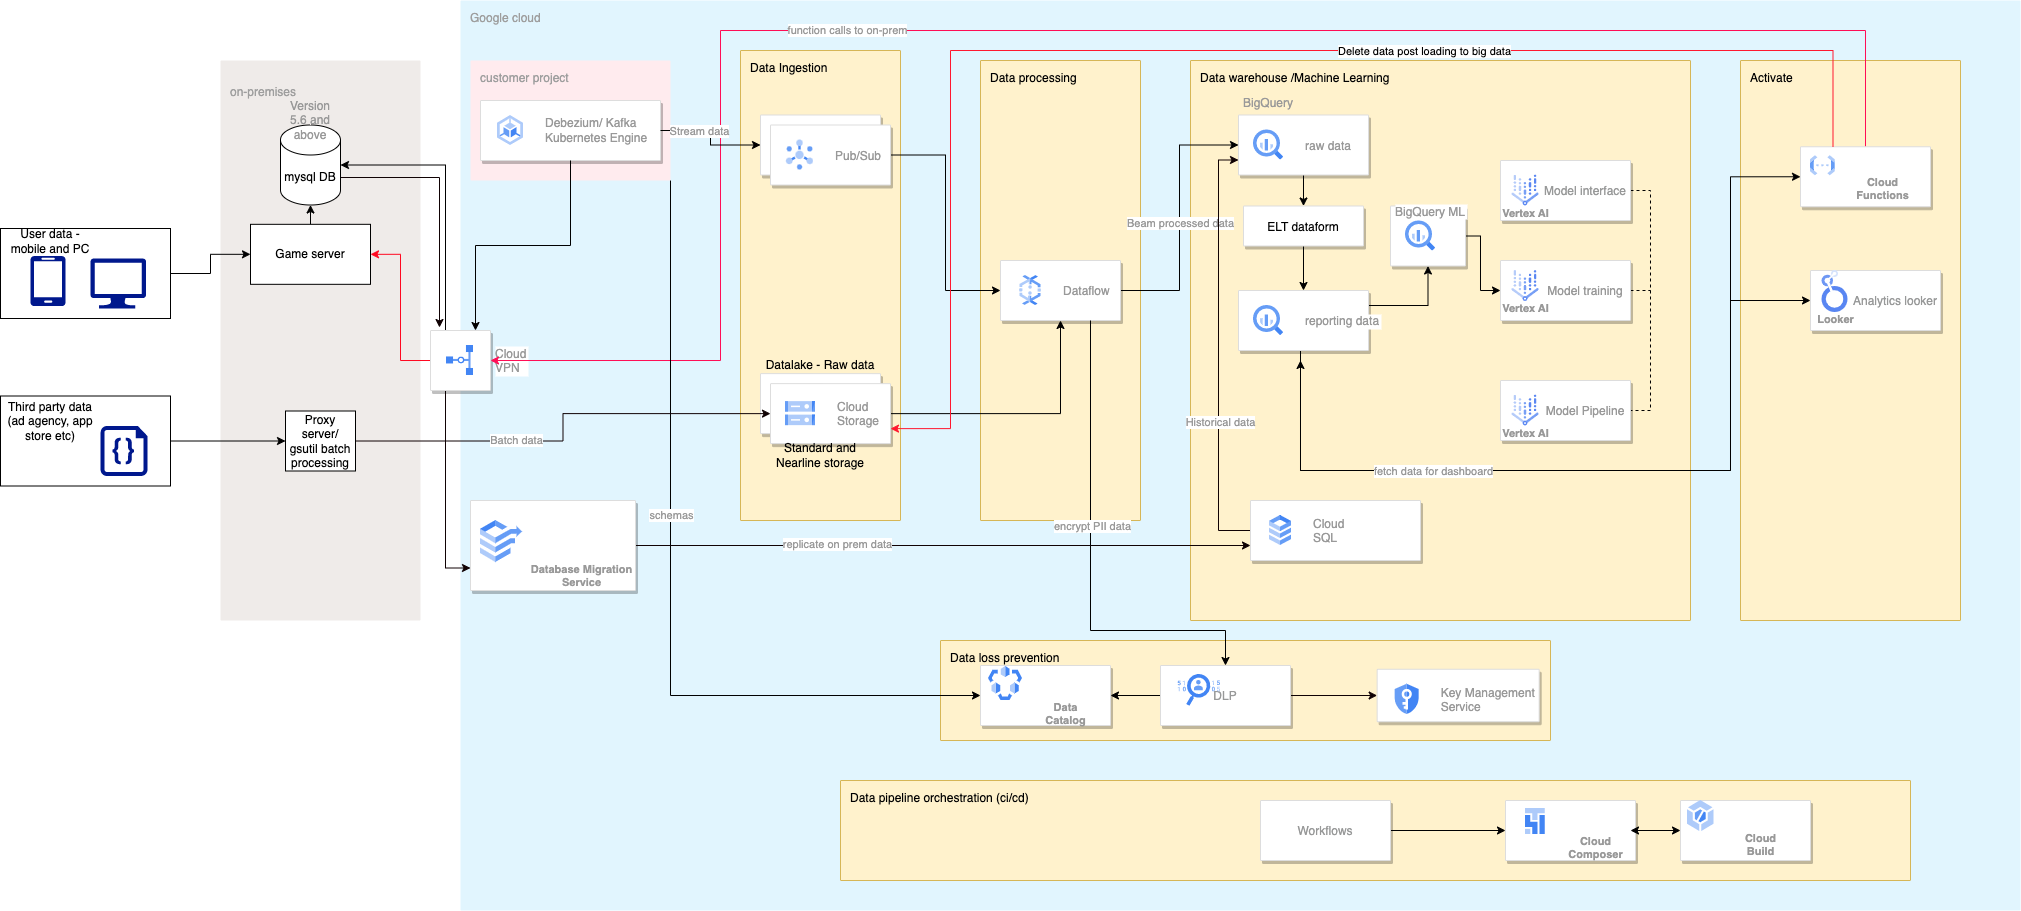 Google cloud
function calls to on-prem
Delete data post loading to big data
on-premises
Version
5.6 and
above
mysql DB
Game server
User data -
mobile and PC
Third party data
(ad agency, app
store etc)
Proxy
server/
gsutil batch
processing
Cloud
VPN
customer project
Debezium/ Kafka
Kubernetes Engine
Stream data
Batch data
schemas
Database Migration
Service
replicate on prem data
Data Ingestion
Pub/Sub
Datalake - Raw data
Cloud
Storage
Standard and
Nearline storage
Data processing
Dataflow
encrypt PII data
Beam processed data
Historical data
Data warehouse /Machine Learning
BigQuery
raw data
ELT dataform
reporting data
BigQuery ML
Model interface
Vertex AI
Model training
Vertex AI
Model Pipeline
Vertex AI
fetch data for dashboard
Cloud
SQL
Activate
Cloud
Functions
Analytics looker
Looker
Data loss prevention
Data
Catalog
DLP
Key Management
Service
Data pipeline orchestration (ci/cd)
Workflows
Cloud
Composer
Cloud
Build